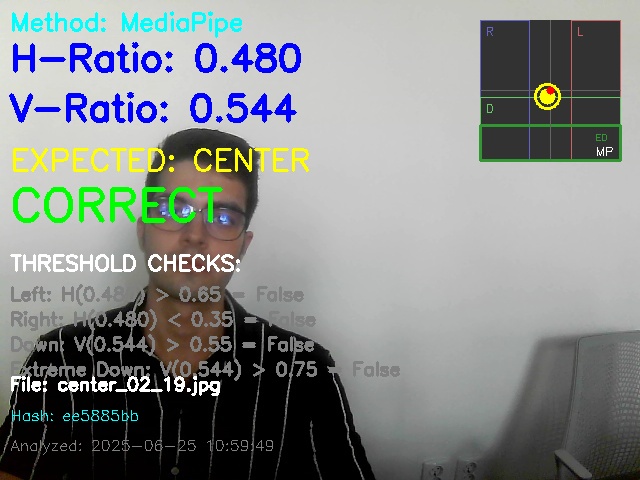 Method: MediaPipe
H-Ratio: 0.480
V-Ratio: 0.544
EXPECTED: CENTER
CORRECT
THRESHOLD CHECKS:
Left: H(0.480) > 0.65 = False
Right: H(0.480) < 0.35 = False
Down: V(0.544) > 0.55 = False
Extreme Down: V(0.544) > 0.75 = False
File: center_02_19.jpg
Hash: ee5885bb
Analyzed: 2025-06-25 10:59:49
R
L
D
ED
MP